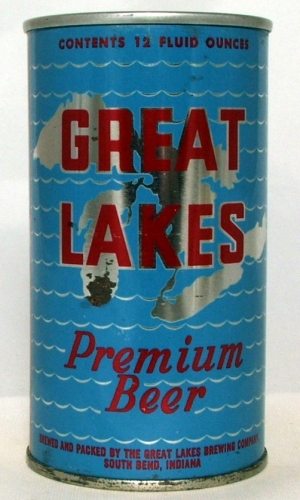 CONTENTS 12 FLUID OUNCES
GREAT
LAKES
Premium
Beer
BREWED AND PACKED BY THE GREAT LAKES BREWING COMPANY
SOUTH BEND, INDIANA